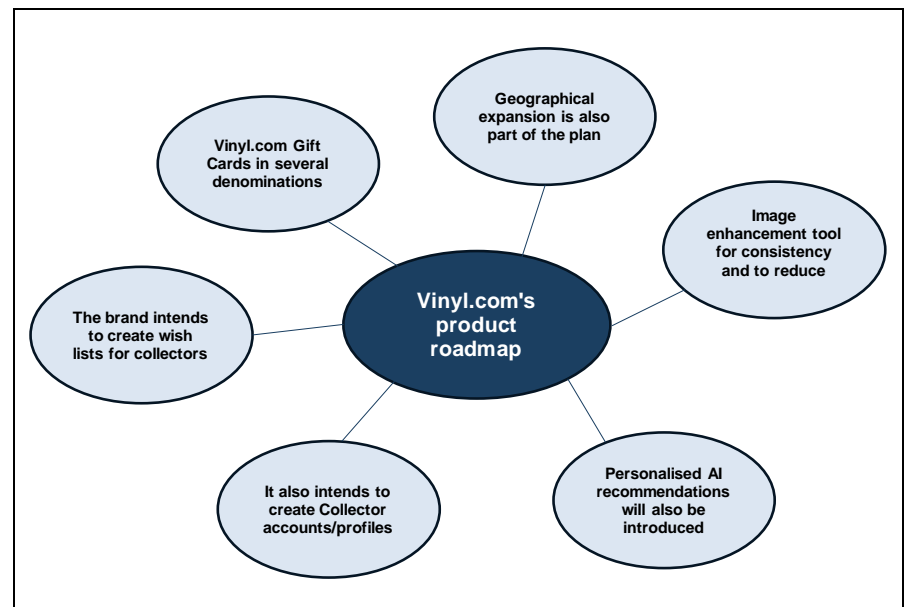 Geographical
expansion is also
part of the plan
Vinyl.com Gift
Cards in several
denominations
Image
enhancement tool
for consistency
and to reduce
Vinyl.com's
product
roadmap
The brand intends
to create wish
lists for collectors
It also intends to
create Collector
accounts/profiles
Personalised AI
recommendations
will also be
introduced